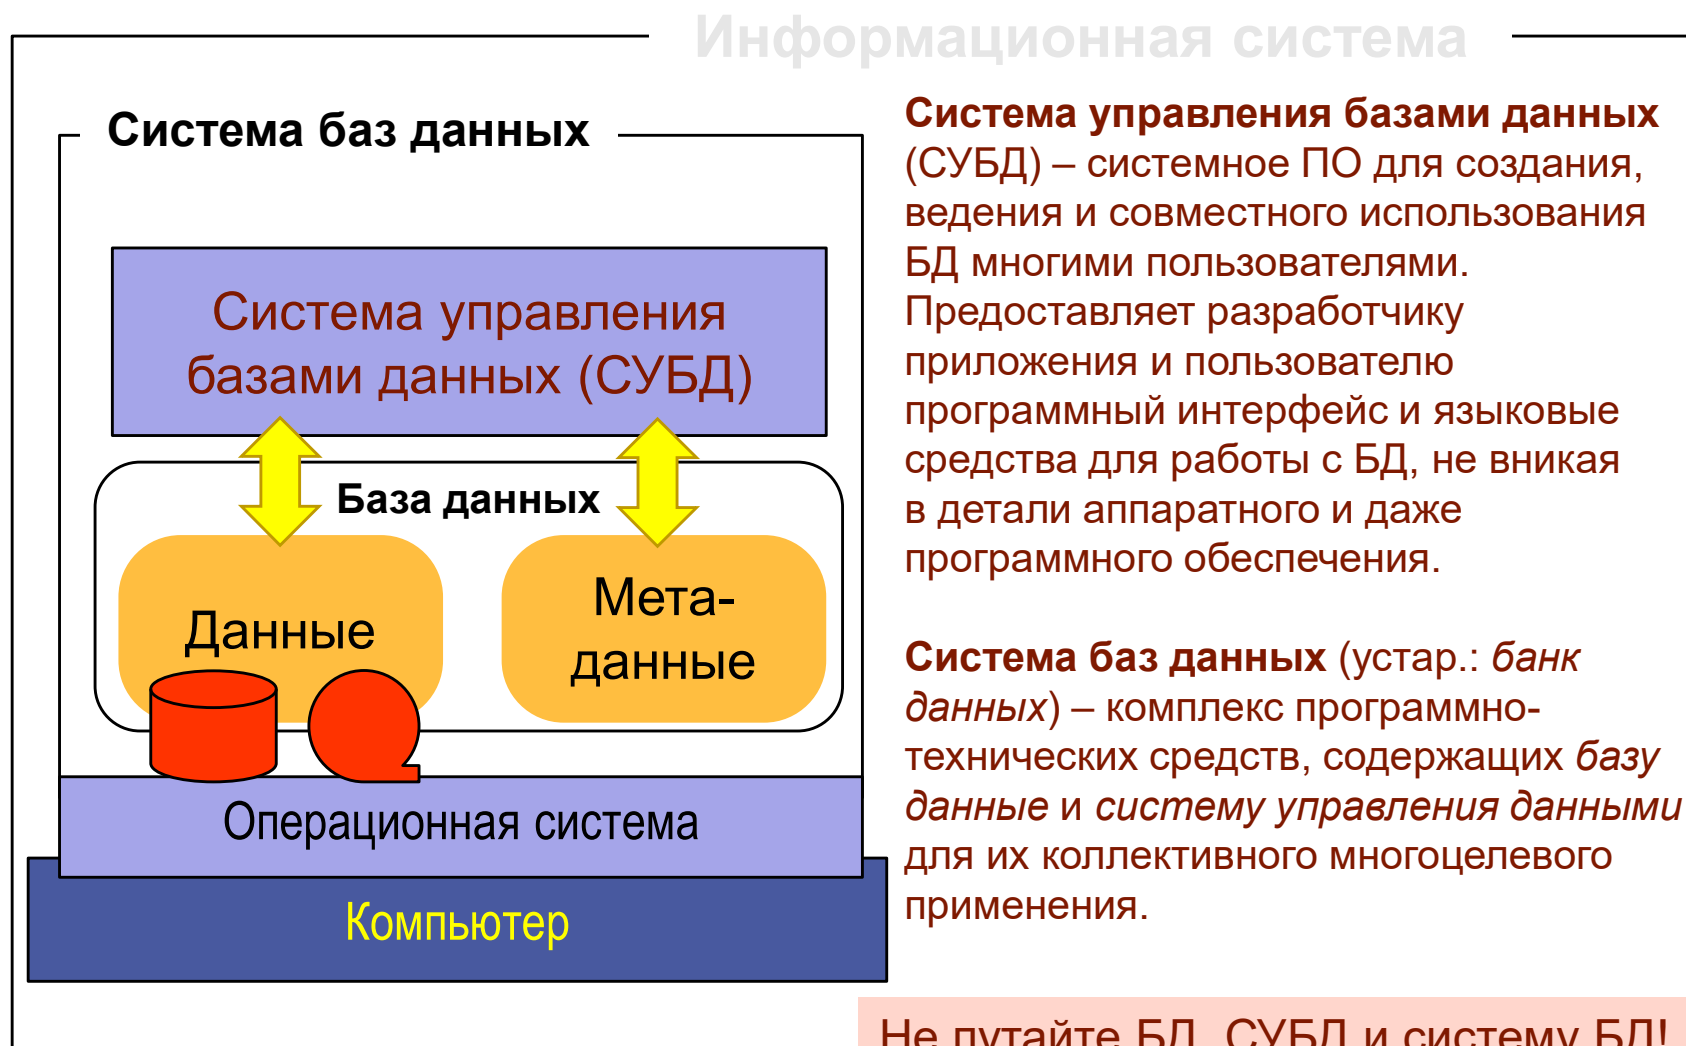 Информационная система
Система баз данных
Система управления
базами данных (СУБД)
База данных
Данные
Мета-
данные
Операционная система
Компьютер
Система управления базами данных
(СУБД) – системное ПО для создания,
ведения и совместного использования
БД многими пользователями.
Предоставляет разработчику
приложения и пользователю
программный интерфейс и языковые
средства для работы с БД, не вникая
в детали аппаратного и даже
программного обеспечения.
Система баз данных (устар.: банк
данных) – комплекс программно-
технических средств, содержащих базу
данные и систему управления данными
для их коллективного многоцелевого
применения.
Не путайте БД, СУБД и систему БД!